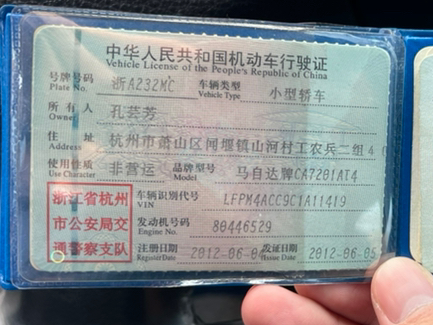 中华人民共和国机动车行驶证
Vehicle License of the People's Republic of China
号牌号码 浙A232MC 车辆类型 小型轿车
Plate No. Vehicle Type
所有人 孔芸芳
Owner
住址 杭州市萧山区闻堰镇山河村工农兵二组4
Address
使用性质 非营运 品牌型号 马自达牌CA7201AT4
Use Character Model
浙江省杭州
市公安局交
通警察支队
车辆识别代号 LFPM4ACC9C1A11419
VIN
发动机号码 80446529
Engine No.
注册日期 2012-06-0 发证日期 2012-06-05
Register Date Issue Date